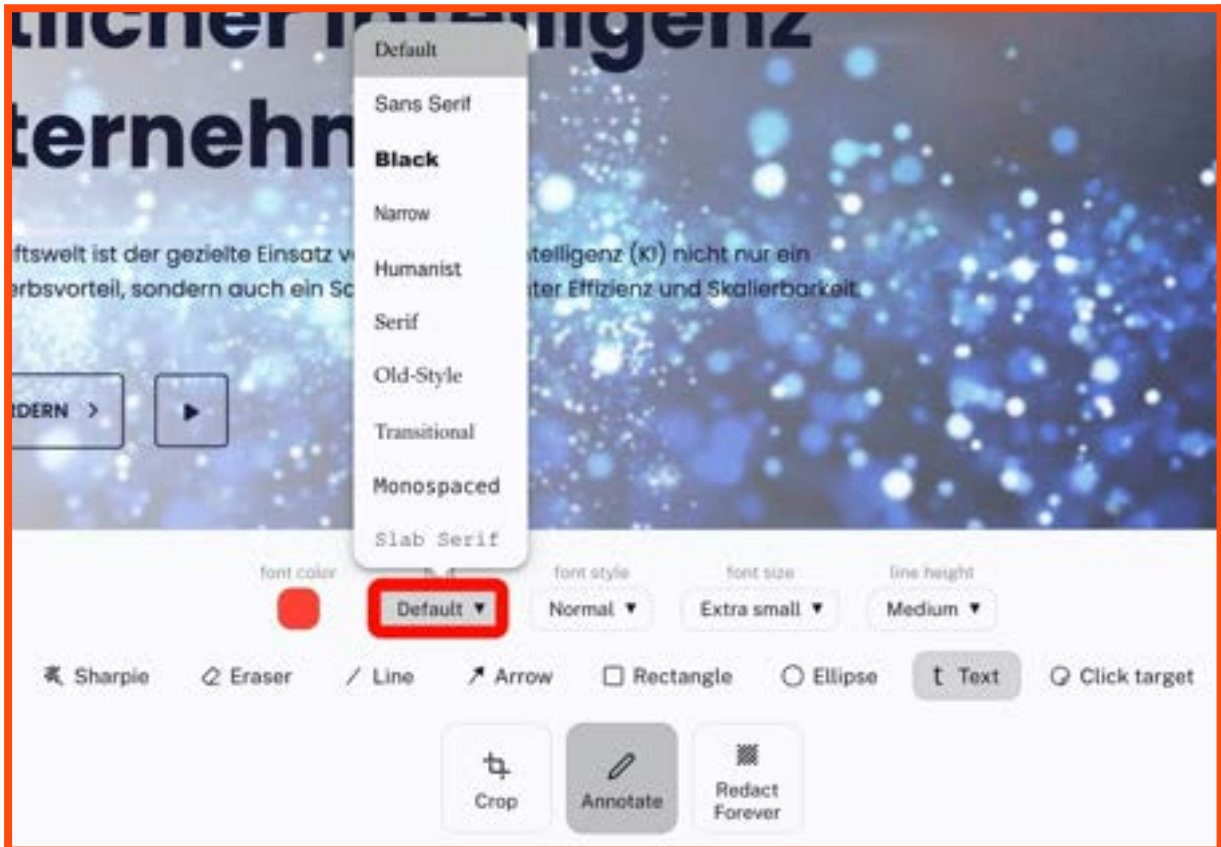 tlicher Intelligenz
Default
ternehm
Sans Serif
Black
Narrow
ftswelt ist der gezielte Einsatz v telligenz (KI) nicht nur ein
Humanist
erbsvorteil, sondern auch ein Sc ter Effizienz und Skalierbarkeit.
Serif
Old-Style
RDERN >
Transitional
Monospaced
Slab Serif
font color font style font size line height
Default ▼ Normal ▼ Extra small ▼ Medium ▼
Sharpie Eraser Line Arrow Rectangle Ellipse t Text Click target
Crop Annotate Redact
Forever